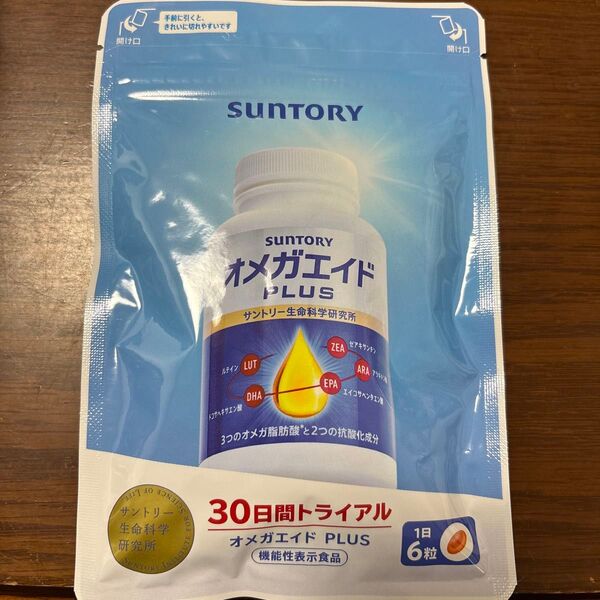 手前に引くと、
きれいに切れやすいです
開け口
開け口
SUNTORY
SUNTORY
オメガエイド
PLUS
サントリー生命科学研究所
ルテイン LUT
ZEA ゼアキサンチン
ARA アラキドン酸
DHA
EPA
ドコサヘキサエン酸
エイコサペンタエン酸
3つのオメガ脂肪酸*と2つの抗酸化成分
サントリー
生命科学
研究所
30日間トライアル
オメガエイド PLUS
機能性表示食品
1日
6粒